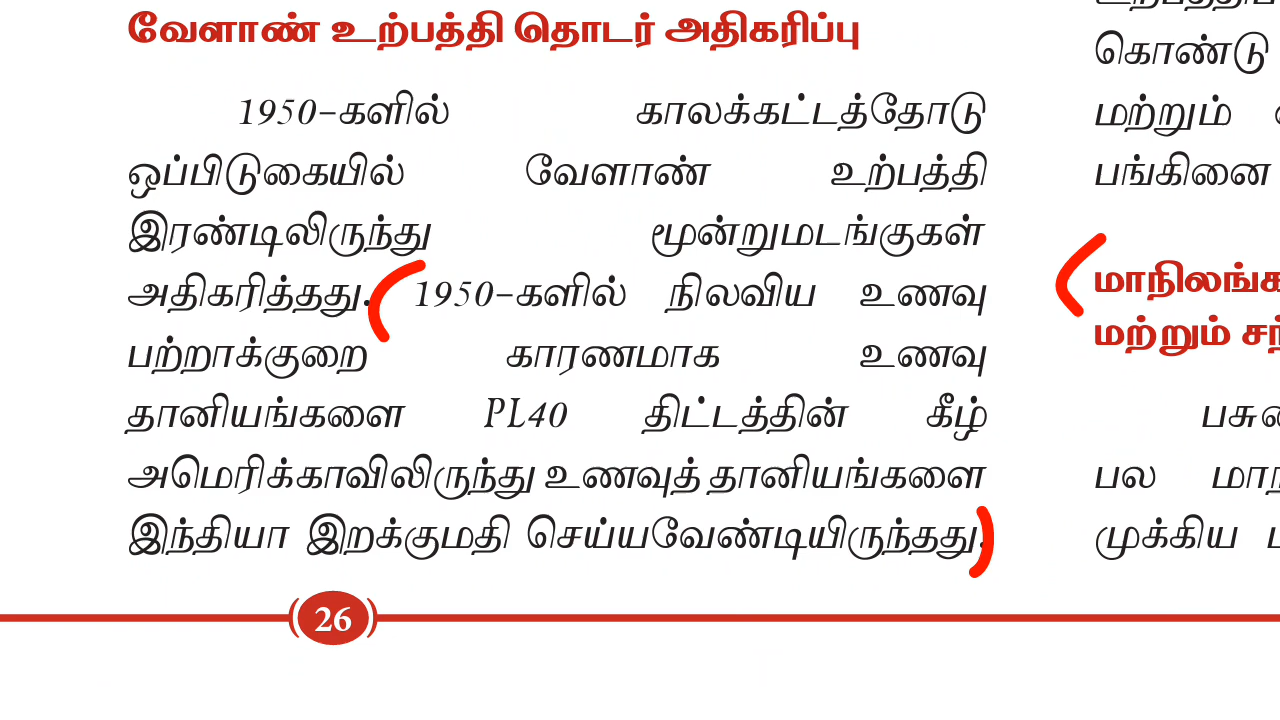 வேளாண் உற்பத்தி தொடர் அதிகரிப்பு
1950-களில் காலக்கட்டத்தோடு
ஒப்பிடுகையில் வேளாண் உற்பத்தி
இரண்டிலிருந்து மூன்றுமடங்குகள்
அதிகரித்தது. 1950-களில் நிலவிய உணவு
பற்றாக்குறை காரணமாக உணவு
தானியங்களை PL40 திட்டத்தின் கீழ்
அமெரிக்காவிலிருந்து உணவுத் தானியங்களை
இந்தியா இறக்குமதி செய்யவேண்டியிருந்தது.
26
கொண்டு
மற்றும்
பங்கினை
மற்றும்
பல
முக்கிய